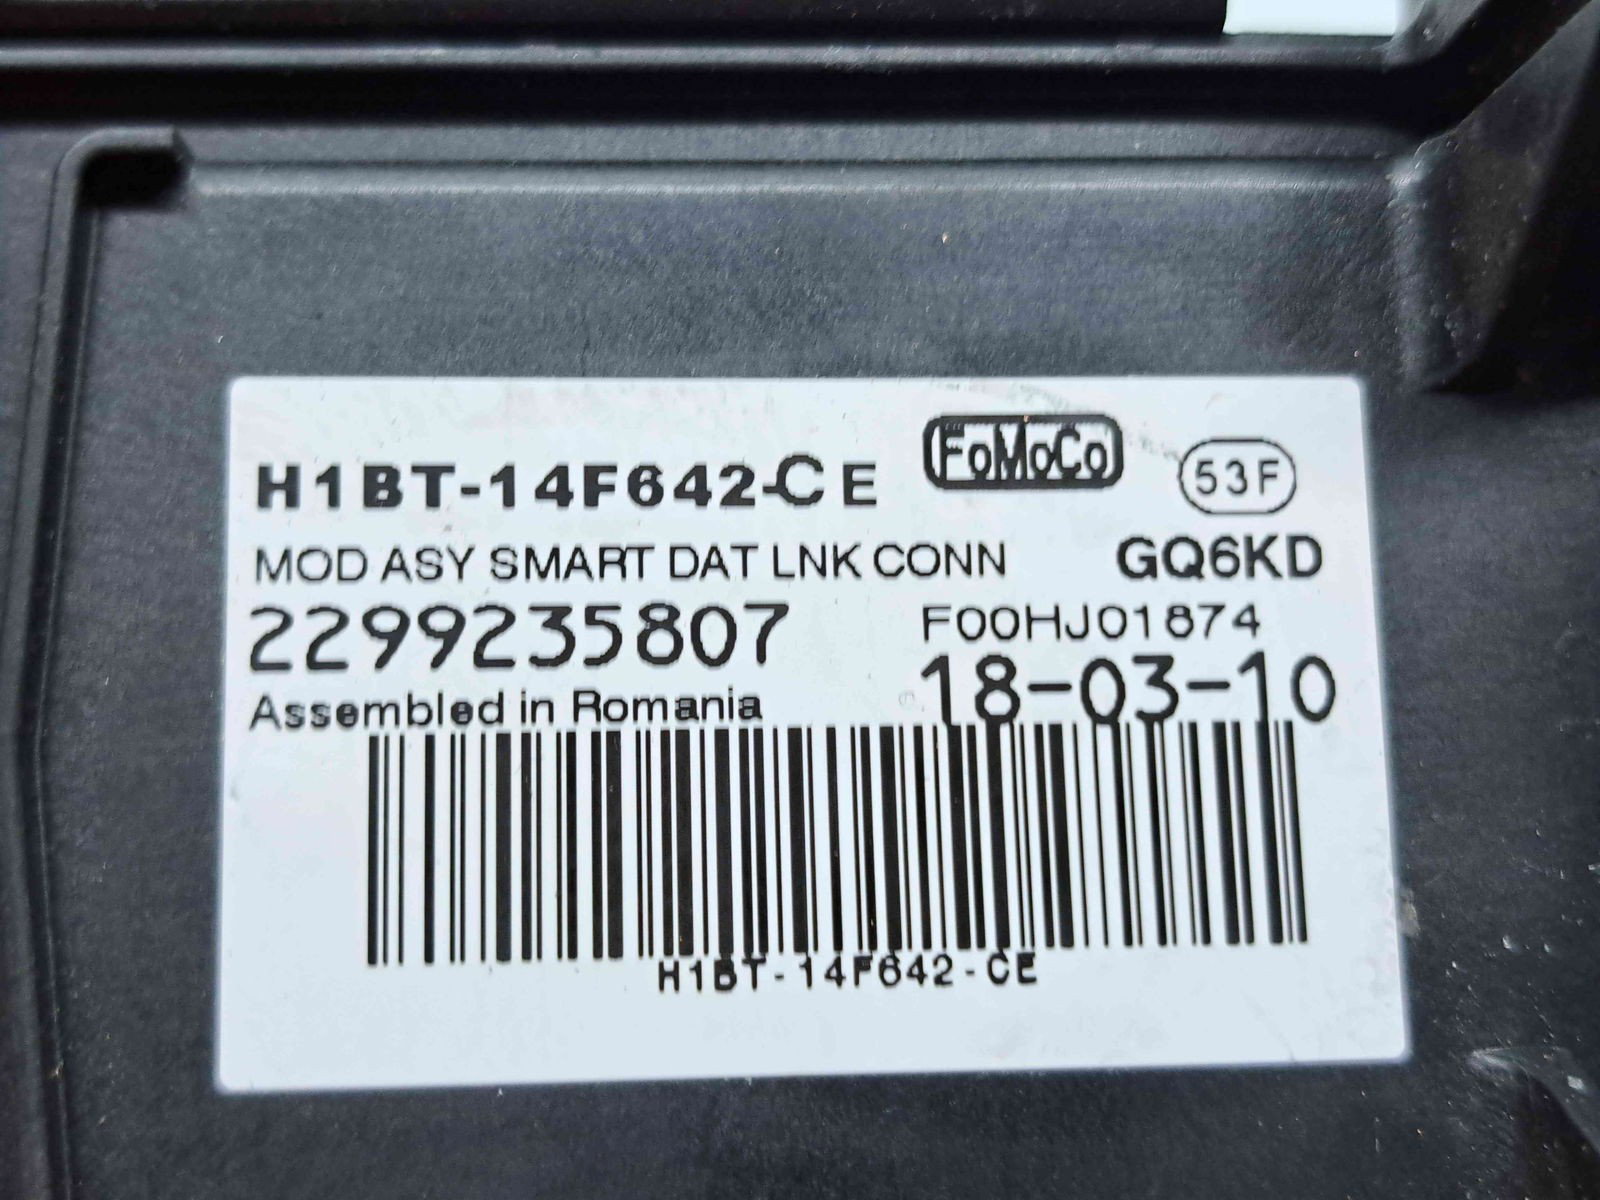 H1BT-14F642-CE FoMoCo 53F
MOD ASY SMART DAT LNK CONN GQ6KD
2299235807 F00HJ01874
Assembled in Romania 18-03-10
H1BT-14F642-CE